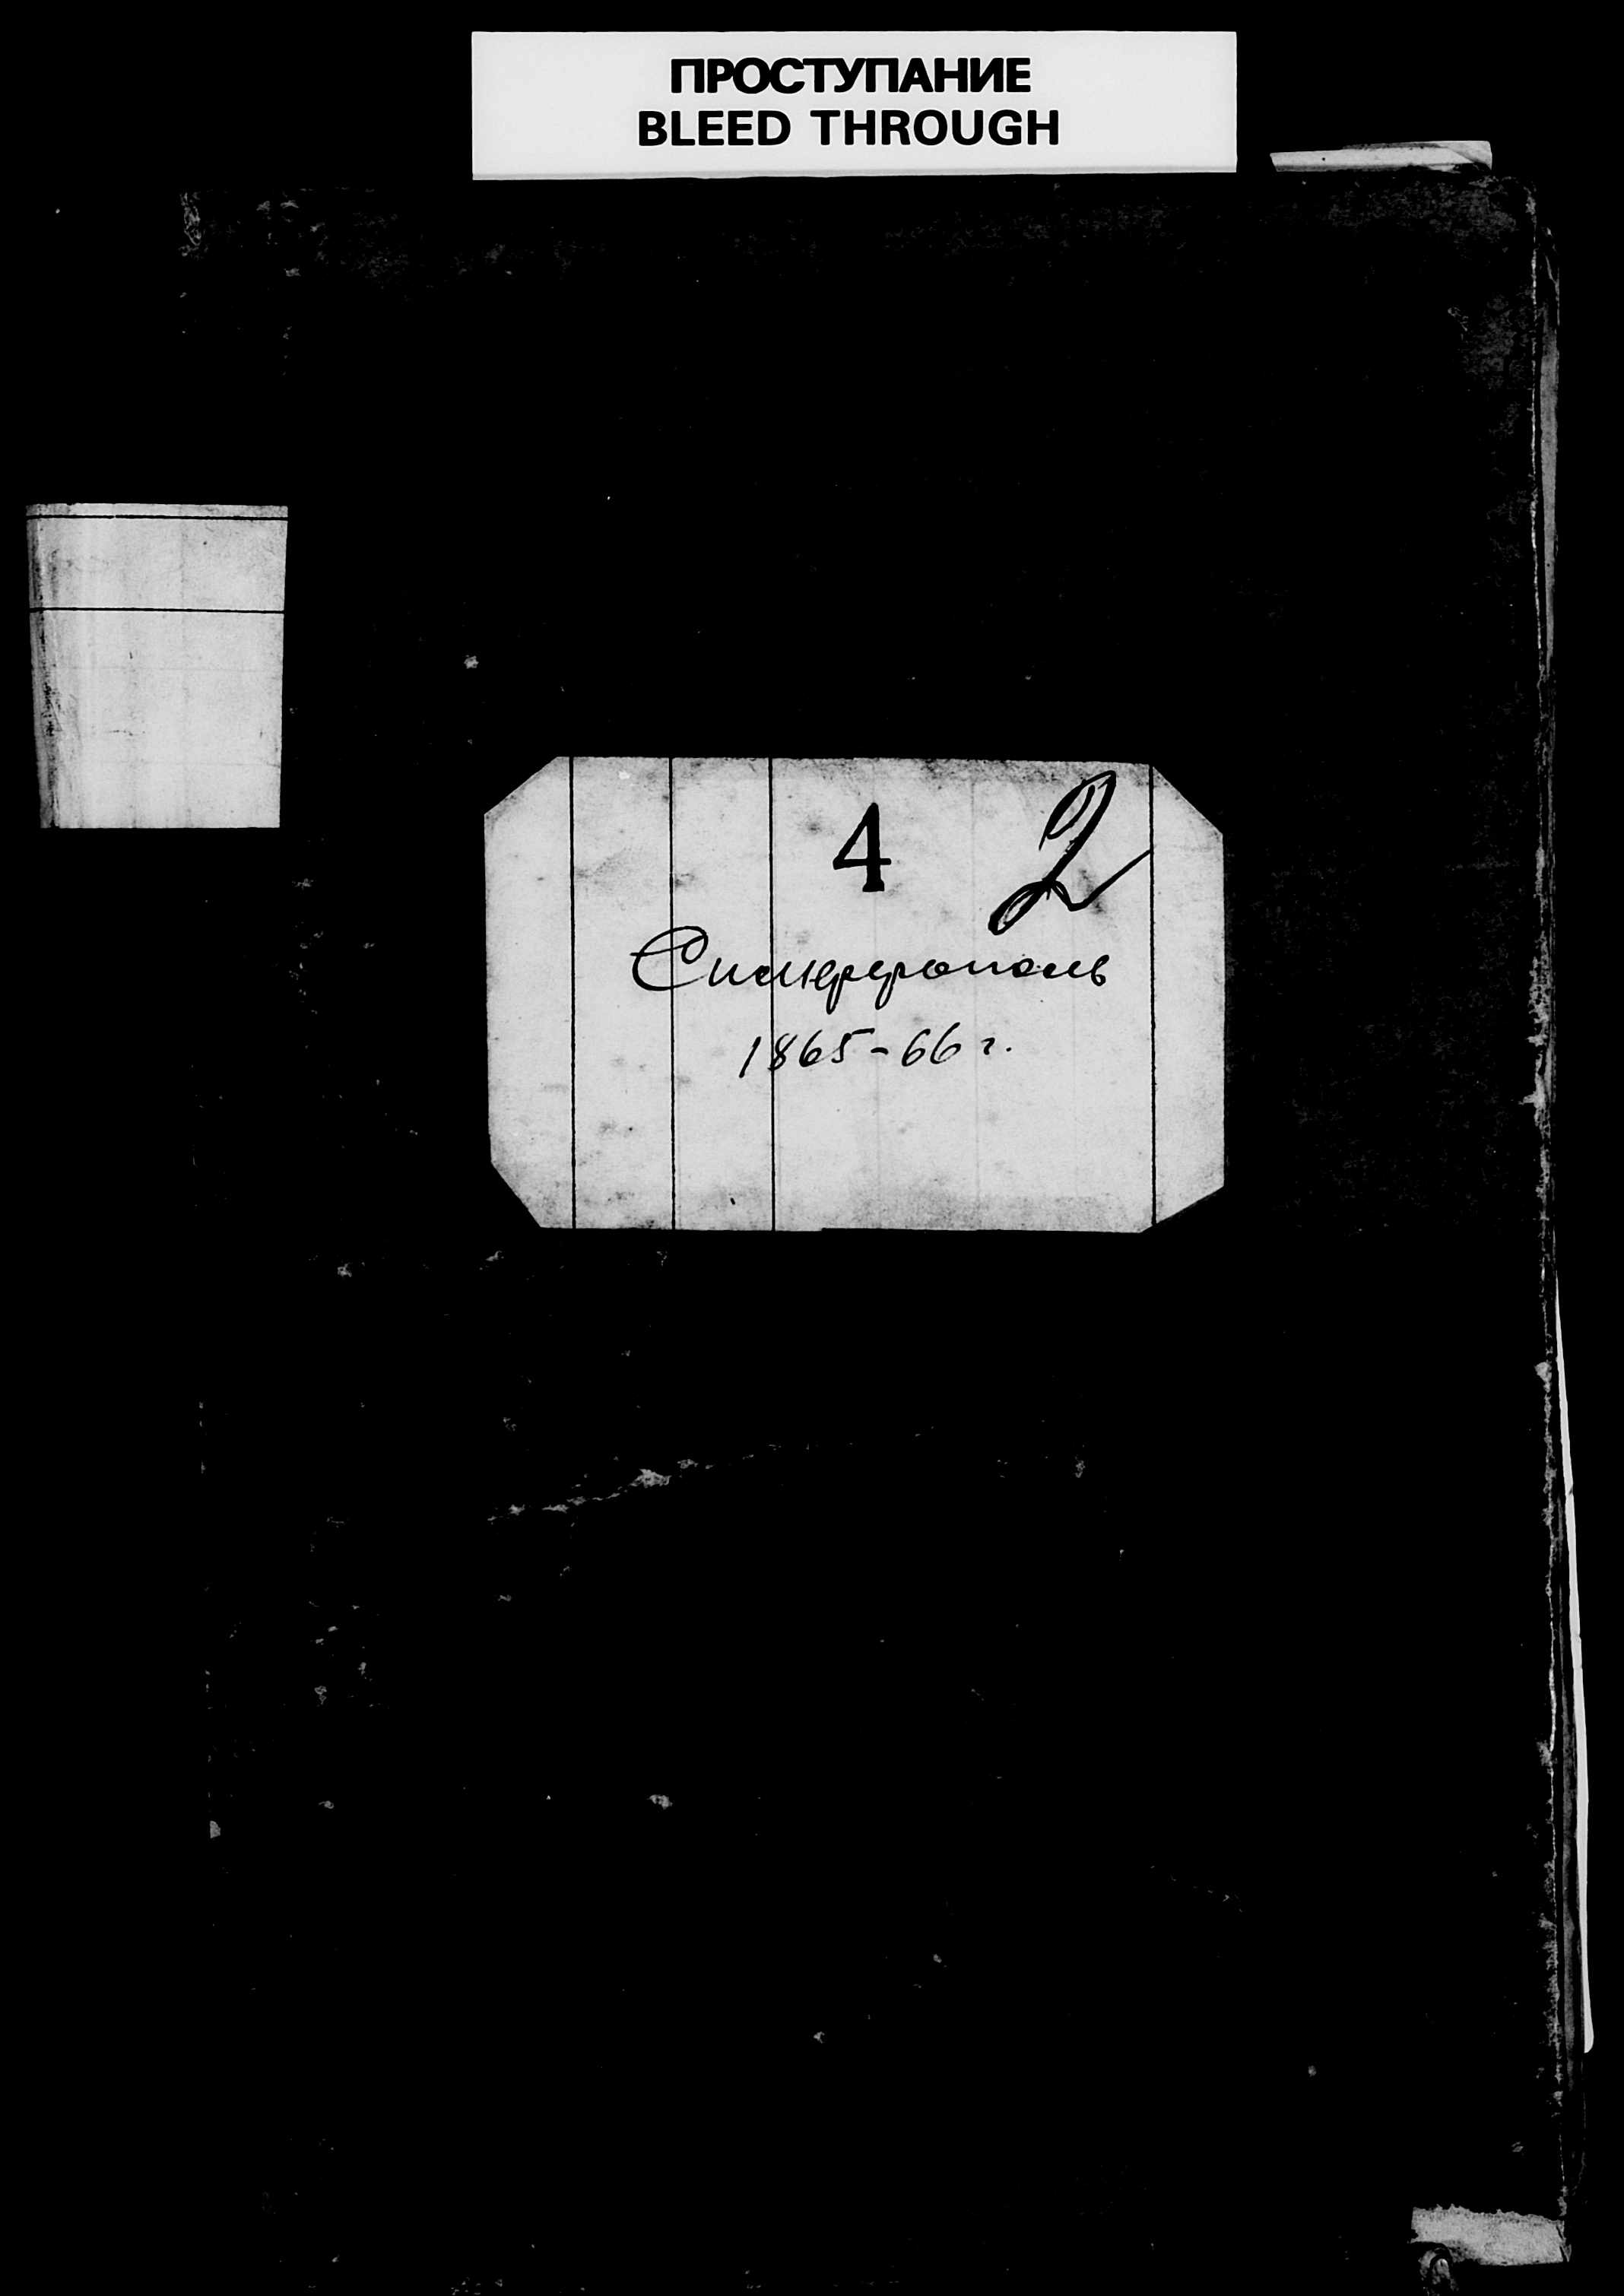 ПРОСТУПАНИЕ
BLEED THROUGH
4 2
Симферополь
1865-66 г.